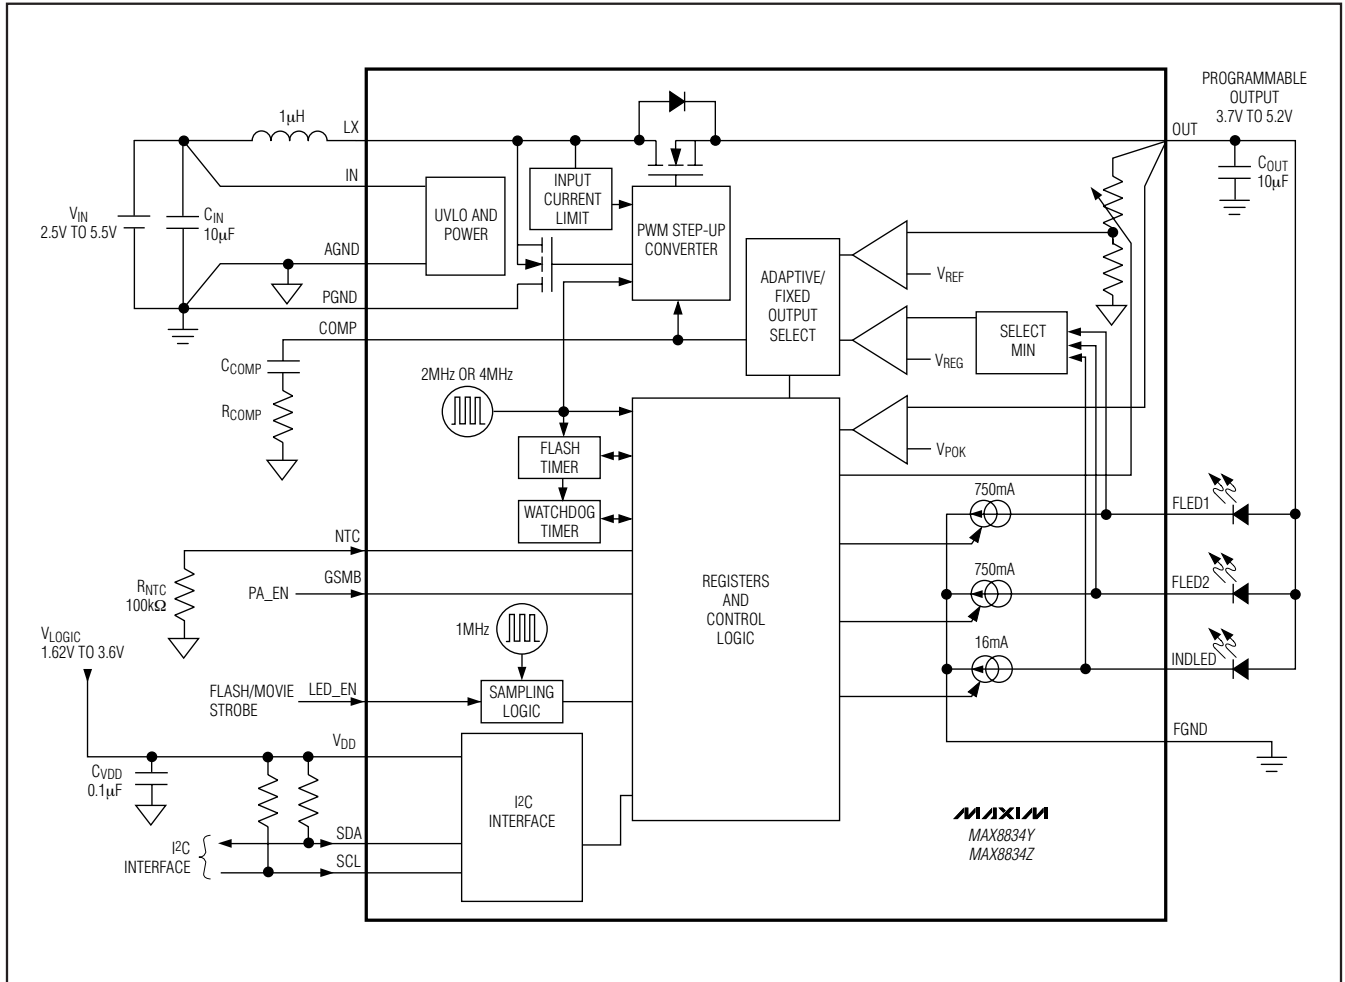 PROGRAMMABLE
OUTPUT
3.7V TO 5.2V
1µH
LX
OUT
COUT
10µF
IN
INPUT
CURRENT
LIMIT
UVLO AND
POWER
PWM STEP-UP
CONVERTER
VIN
2.5V TO 5.5V
CIN
10µF
AGND
PGND
COMP
ADAPTIVE/
FIXED
OUTPUT
SELECT
VREF
VREG
SELECT
MIN
VPOK
CCOMP
RCOMP
2MHz OR 4MHz
FLASH
TIMER
WATCHDOG
TIMER
NTC
GSMB
RNTC
100kΩ
PA_EN
REGISTERS
AND
CONTROL
LOGIC
750mA
FLED1
750mA
FLED2
16mA
INDLED
FGND
VLOGIC
1.62V TO 3.6V
1MHz
FLASH/MOVIE
STROBE
LED_EN
SAMPLING
LOGIC
VDD
CVDD
0.1µF
I2C
INTERFACE
I2C
INTERFACE
SDA
SCL
MAXIM
MAX8834Y
MAX8834Z